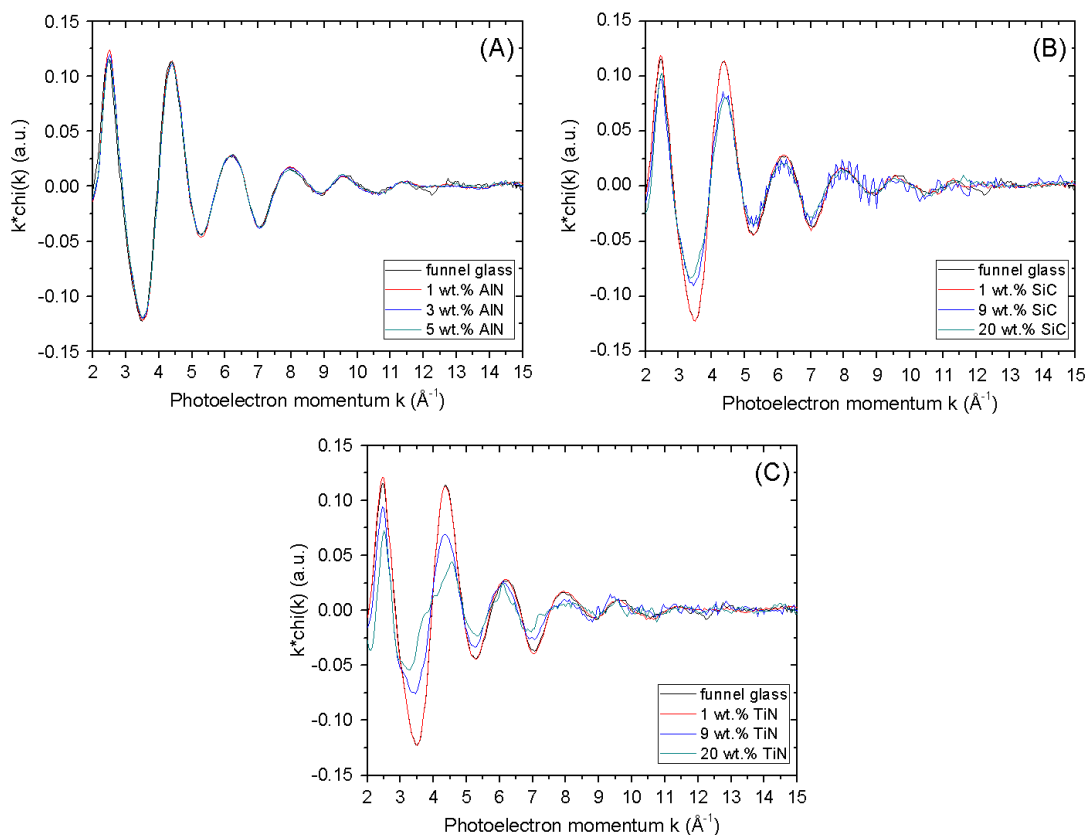 (A)
0.15
0.10
0.05
0.00
-0.05
-0.10
-0.15
k*chi(k) (a.u.)
funnel glass
1 wt.% AlN
3 wt.% AlN
5 wt.% AlN
2 3 4 5 6 7 8 9 10 11 12 13 14 15
Photoelectron momentum k (Å⁻¹)
(B)
0.15
0.10
0.05
0.00
-0.05
-0.10
-0.15
k*chi(k) (a.u.)
funnel glass
1 wt.% SiC
9 wt.% SiC
20 wt.% SiC
2 3 4 5 6 7 8 9 10 11 12 13 14 15
Photoelectron momentum k (Å⁻¹)
(C)
0.15
0.10
0.05
0.00
-0.05
-0.10
-0.15
k*chi(k) (a.u.)
funnel glass
1 wt.% TiN
9 wt.% TiN
20 wt.% TiN
2 3 4 5 6 7 8 9 10 11 12 13 14 15
Photoelectron momentum k (Å⁻¹)